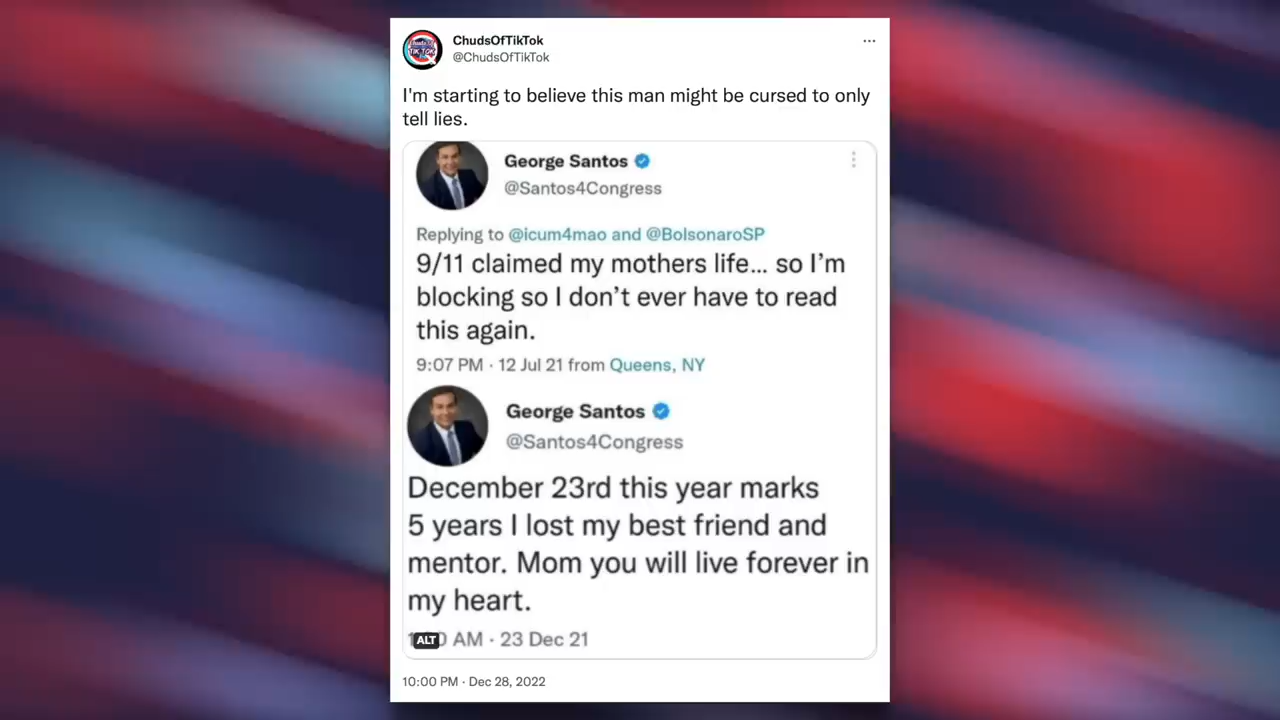 ChudsOfTikTok
@ChudsOfTikTok
I'm starting to believe this man might be cursed to only
tell lies.
George Santos
@Santos4Congress
Replying to @icum4mao and @BolsonaroSP
9/11 claimed my mothers life... so I’m
blocking so I don’t ever have to read
this again.
9:07 PM · 12 Jul 21 from Queens, NY
George Santos
@Santos4Congress
December 23rd this year marks
5 years I lost my best friend and
mentor. Mom you will live forever in
my heart.
ALT AM · 23 Dec 21
10:00 PM · Dec 28, 2022